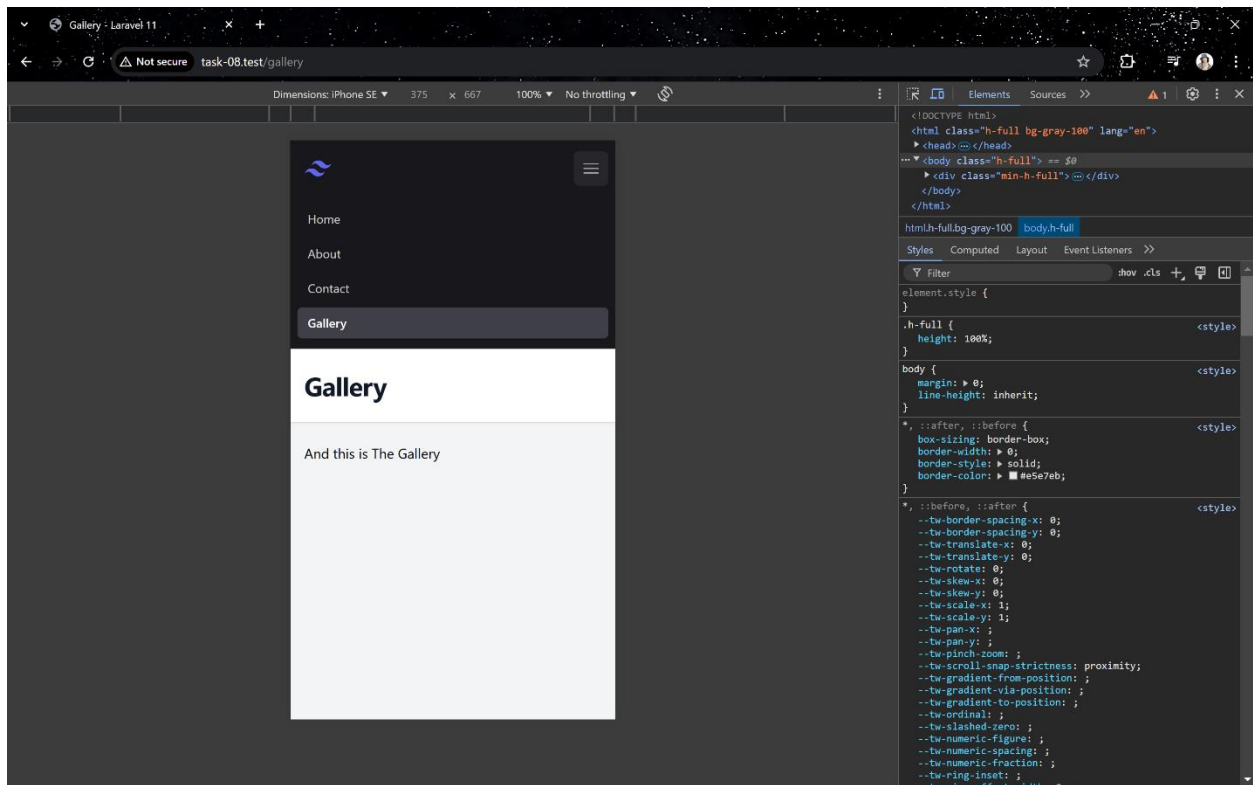 Gallery - Laravel 11
Not secure task-08.test/gallery
Dimensions: iPhone SE ▼ 375 × 667 100% ▼ No throttling ▼
Elements Sources >> 1
<!DOCTYPE html>
<html class="h-full bg-gray-100" lang="en">
▶ <head> ⋯ </head>
⋯ ▼ <body class="h-full"> == $0
▶ <div class="min-h-full"> ⋯ </div>
</body>
</html>
html.h-full.bg-gray-100 body.h-full
Styles Computed Layout Event Listeners >>
Filter :hov .cls +
element.style {
}
.h-full { <style>
height: 100%;
}
body { <style>
margin: ▶ 0;
line-height: inherit;
}
*, ::after, ::before { <style>
box-sizing: border-box;
border-width: ▶ 0;
border-style: ▶ solid;
border-color: ▶ #e5e7eb;
}
*, ::before, ::after { <style>
--tw-border-spacing-x: 0;
--tw-border-spacing-y: 0;
--tw-translate-x: 0;
--tw-translate-y: 0;
--tw-rotate: 0;
--tw-skew-x: 0;
--tw-skew-y: 0;
--tw-scale-x: 1;
--tw-scale-y: 1;
--tw-pan-x: ;
--tw-pan-y: ;
--tw-pinch-zoom: ;
--tw-scroll-snap-strictness: proximity;
--tw-gradient-from-position: ;
--tw-gradient-via-position: ;
--tw-gradient-to-position: ;
--tw-ordinal: ;
--tw-slashed-zero: ;
--tw-numeric-figure: ;
--tw-numeric-spacing: ;
--tw-numeric-fraction: ;
--tw-ring-inset: ;
Home
About
Contact
Gallery
Gallery
And this is The Gallery